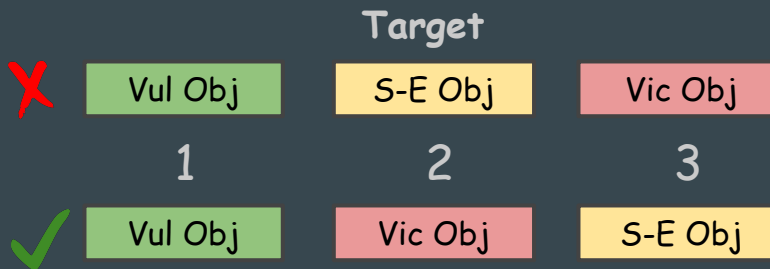 Target
Vul Obj S-E Obj Vic Obj
1 2 3
Vul Obj Vic Obj S-E Obj